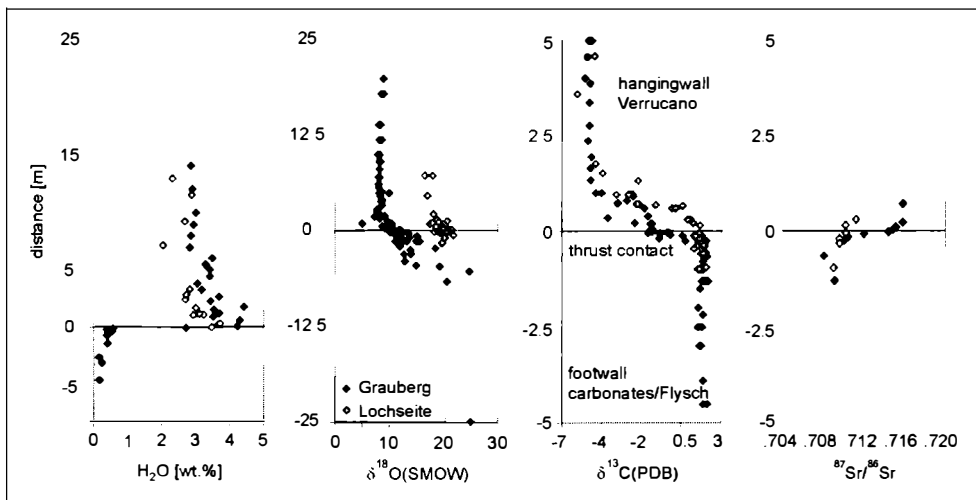 25
15
5
0
-5
distance [m]
0 1 2 3 4 5
H2O [wt.%]
25
12 5
0
-12 5
-25
◆ Grauberg
◇ Lochseite
0 10 20 30
δ18O(SMOW)
5
2 5
0
-2.5
-5
hangingwall
Verrucano
thrust contact
footwall
carbonates/Flysch
-7 -4 -2 0.5 2
δ13C(PDB)
5
2.5
0
-2.5
-5
.704 .708 .712 .716 .720
87Sr/86Sr